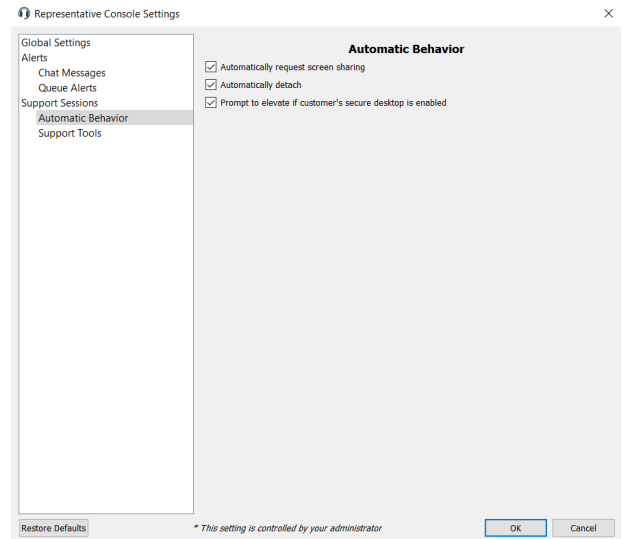 Representative Console Settings
Global Settings
Alerts
Chat Messages
Queue Alerts
Support Sessions
Automatic Behavior
Support Tools
Automatic Behavior
Automatically request screen sharing
Automatically detach
Prompt to elevate if customer's secure desktop is enabled
Restore Defaults
* This setting is controlled by your administrator
OK
Cancel